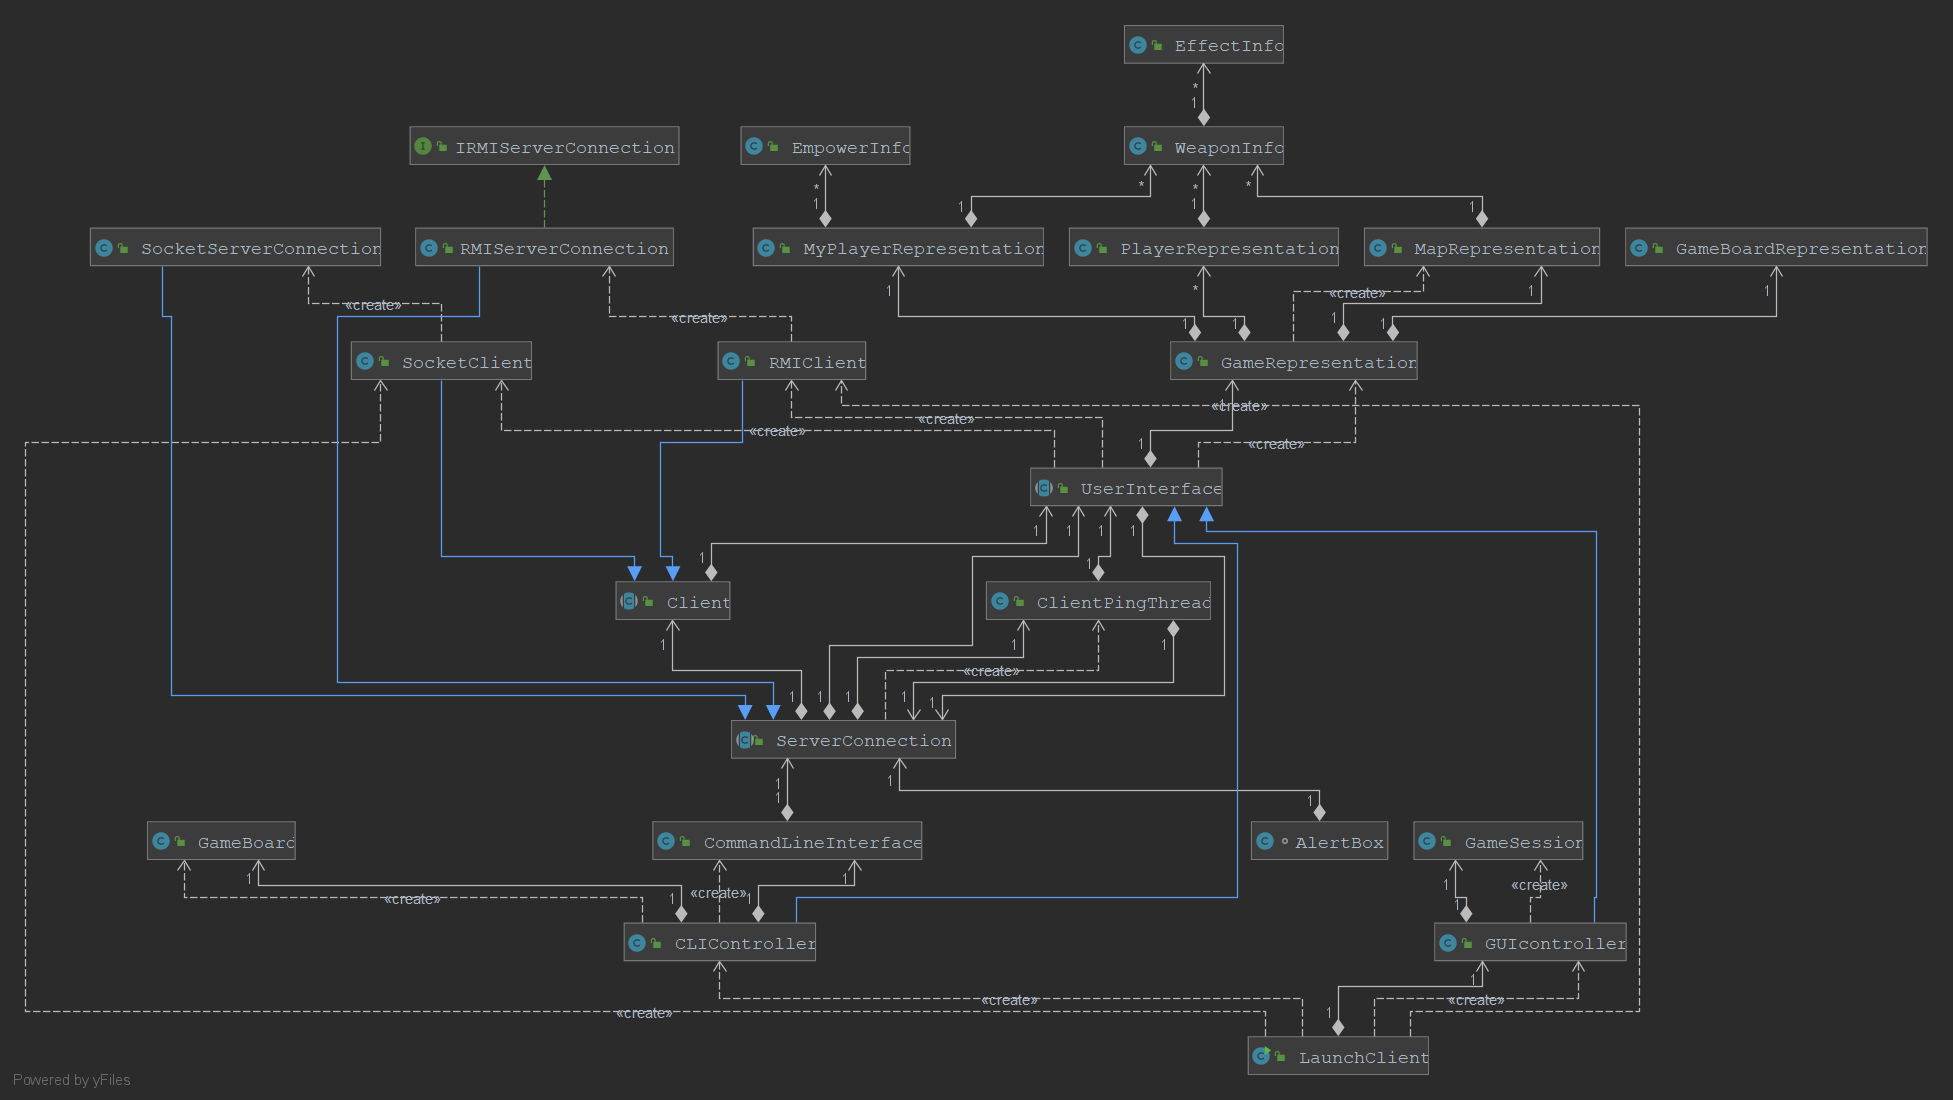 EffectInfo
*
1
IRMIServerConnection
EmpowerInfo
WeaponInfo
*
1
1
*
*
1
*
1
SocketServerConnection
RMIServerConnection
MyPlayerRepresentation
PlayerRepresentation
MapRepresentation
GameBoardRepresentation
«create»
«create»
1
*
«create»
1
1
1
1
1
1
SocketClient
RMIClient
GameRepresentation
«create»
«create»
1
«create»
1
«create»
UserInterface
1
1
1
1
1
1
Client
ClientPingThread
1
1
1
«create»
1
1
1
1
1
ServerConnection
1
1
1
1
GameBoard
CommandLineInterface
AlertBox
GameSession
1
«create»
1
1
«create»
«create»
1
1
1
CLIController
GUIcontroller
1
«create»
«create»
«create»
1
LaunchClient
Powered by yFiles